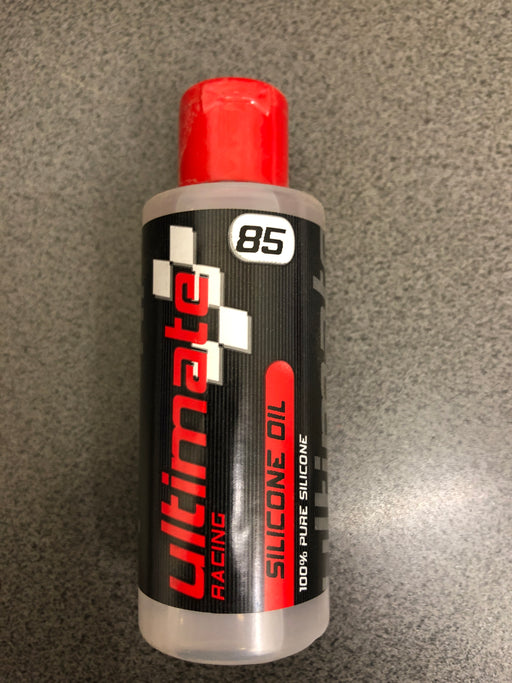 85
ultimate
RACING
SILICONE OIL
100% PURE SILICONE